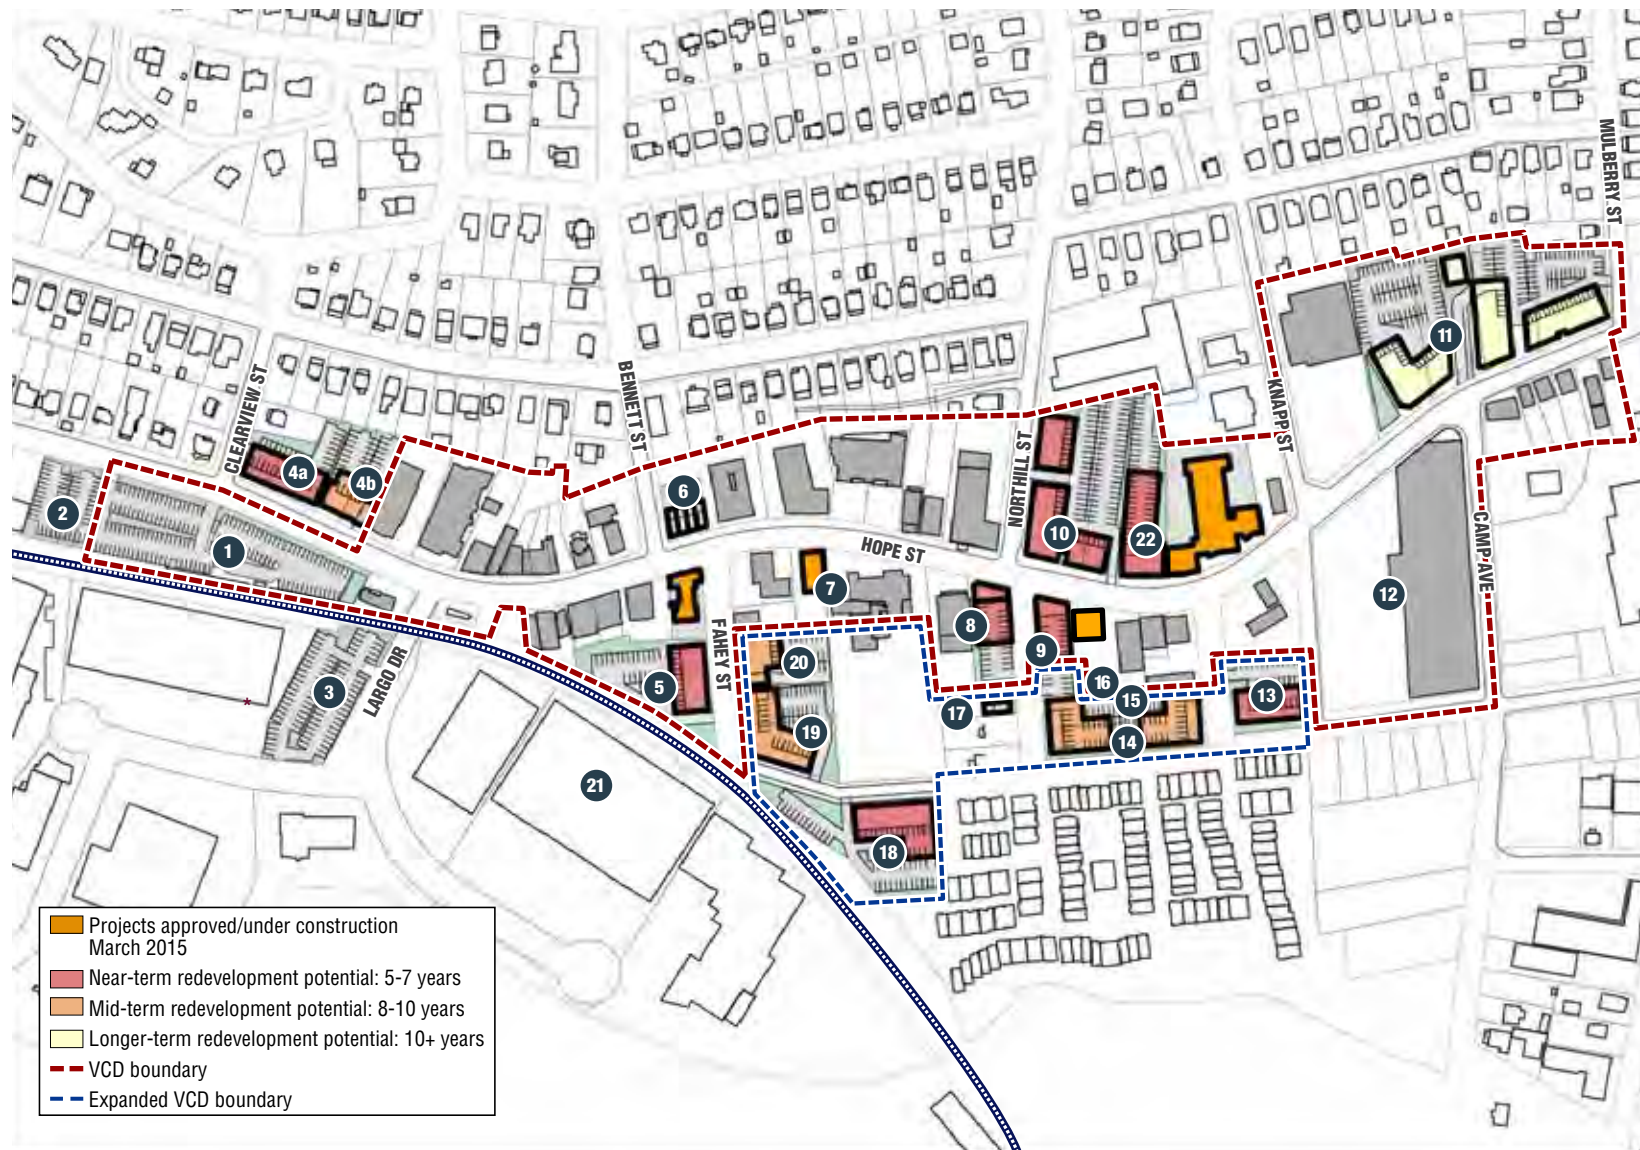 MULBERRY ST
11
CLEARVIEW ST
BENNETT ST
KNAPP ST
NORTHILL ST
4a
4b
6
2
10
22
HOPE ST
CAMP AVE
1
7
12
8
9
FAHEY ST
20
16
5
LARGO DR
3
15
13
17
19
14
21
18
Projects approved/under construction
March 2015
Near-term redevelopment potential: 5-7 years
Mid-term redevelopment potential: 8-10 years
Longer-term redevelopment potential: 10+ years
VCD boundary
Expanded VCD boundary
*